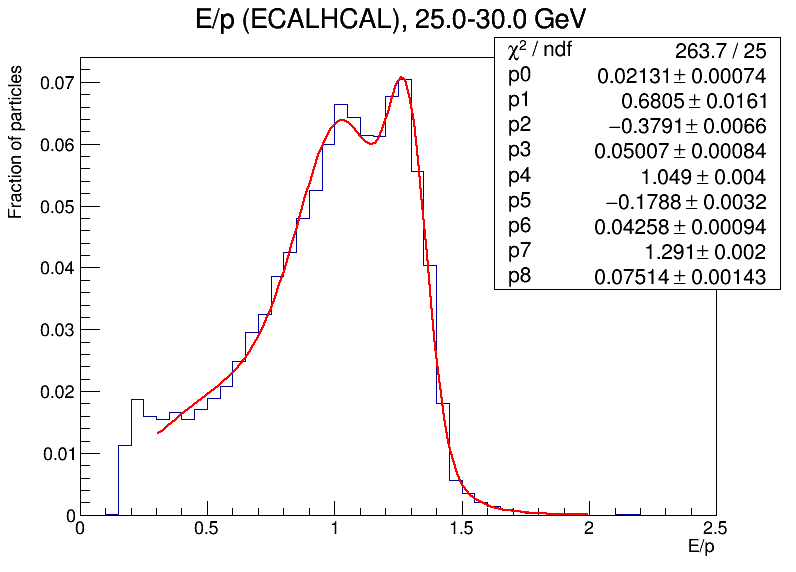 E/p (ECALHCAL), 25.0-30.0 GeV
χ² / ndf 263.7 / 25
p0 0.02131 ± 0.00074
p1 0.6805 ± 0.0161
p2 −0.3791 ± 0.0066
p3 0.05007 ± 0.00084
p4 1.049 ± 0.004
p5 −0.1788 ± 0.0032
p6 0.04258 ± 0.00094
p7 1.291 ± 0.002
p8 0.07514 ± 0.00143
Fraction of particles
0.07
0.06
0.05
0.04
0.03
0.02
0.01
0
0 0.5 1 1.5 2 2.5
E/p